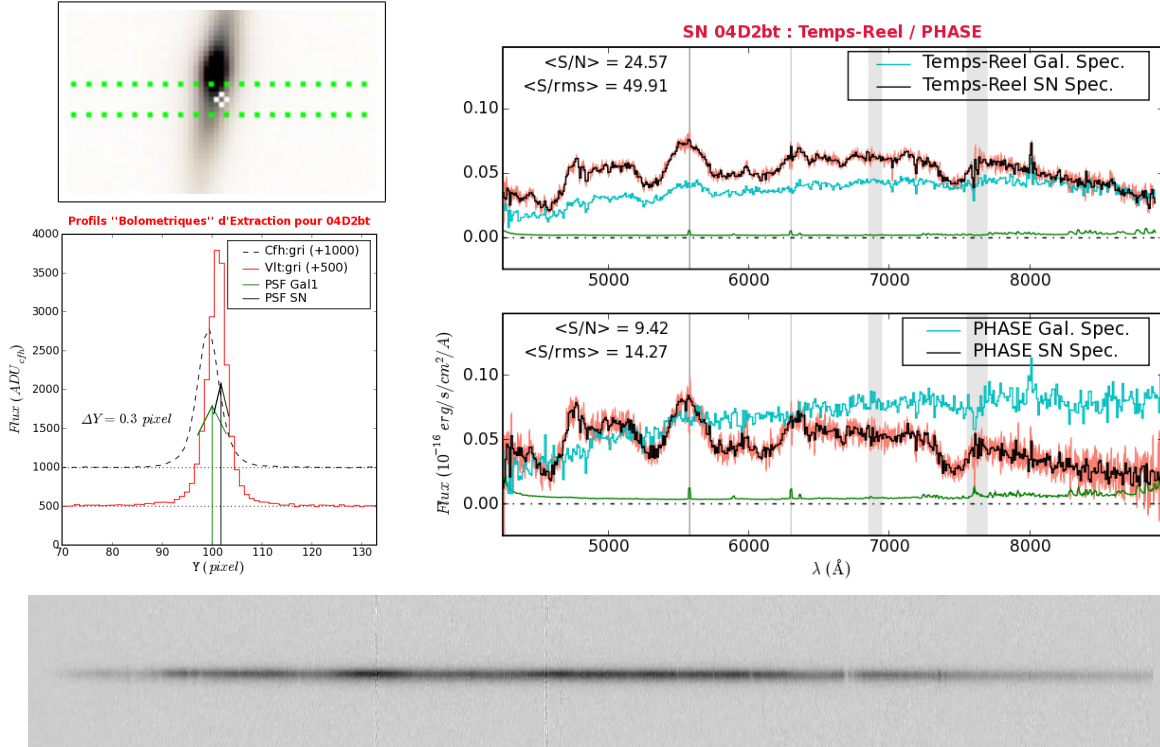 SN 04D2bt : Temps-Reel / PHASE
<S/N> = 24.57
<S/rms> = 49.91
Temps-Reel Gal. Spec.
Temps-Reel SN Spec.
0.10
0.05
0.00
5000 6000 7000 8000
Profils ''Bolometriques'' d'Extraction pour 04D2bt
Flux ( ADU_cfh)
4000
3500
3000
2500
2000
1500
1000
500
0
Cfh:gri (+1000)
Vlt:gri (+500)
PSF Gal1
PSF SN
ΔY = 0.3 pixel
70 80 90 100 110 120 130
Y (pixel)
<S/N> = 9.42
<S/rms> = 14.27
PHASE Gal. Spec.
PHASE SN Spec.
Flux (10^−16 erg/s/cm^2/A)
0.10
0.05
0.00
5000 6000 7000 8000
λ (Å)